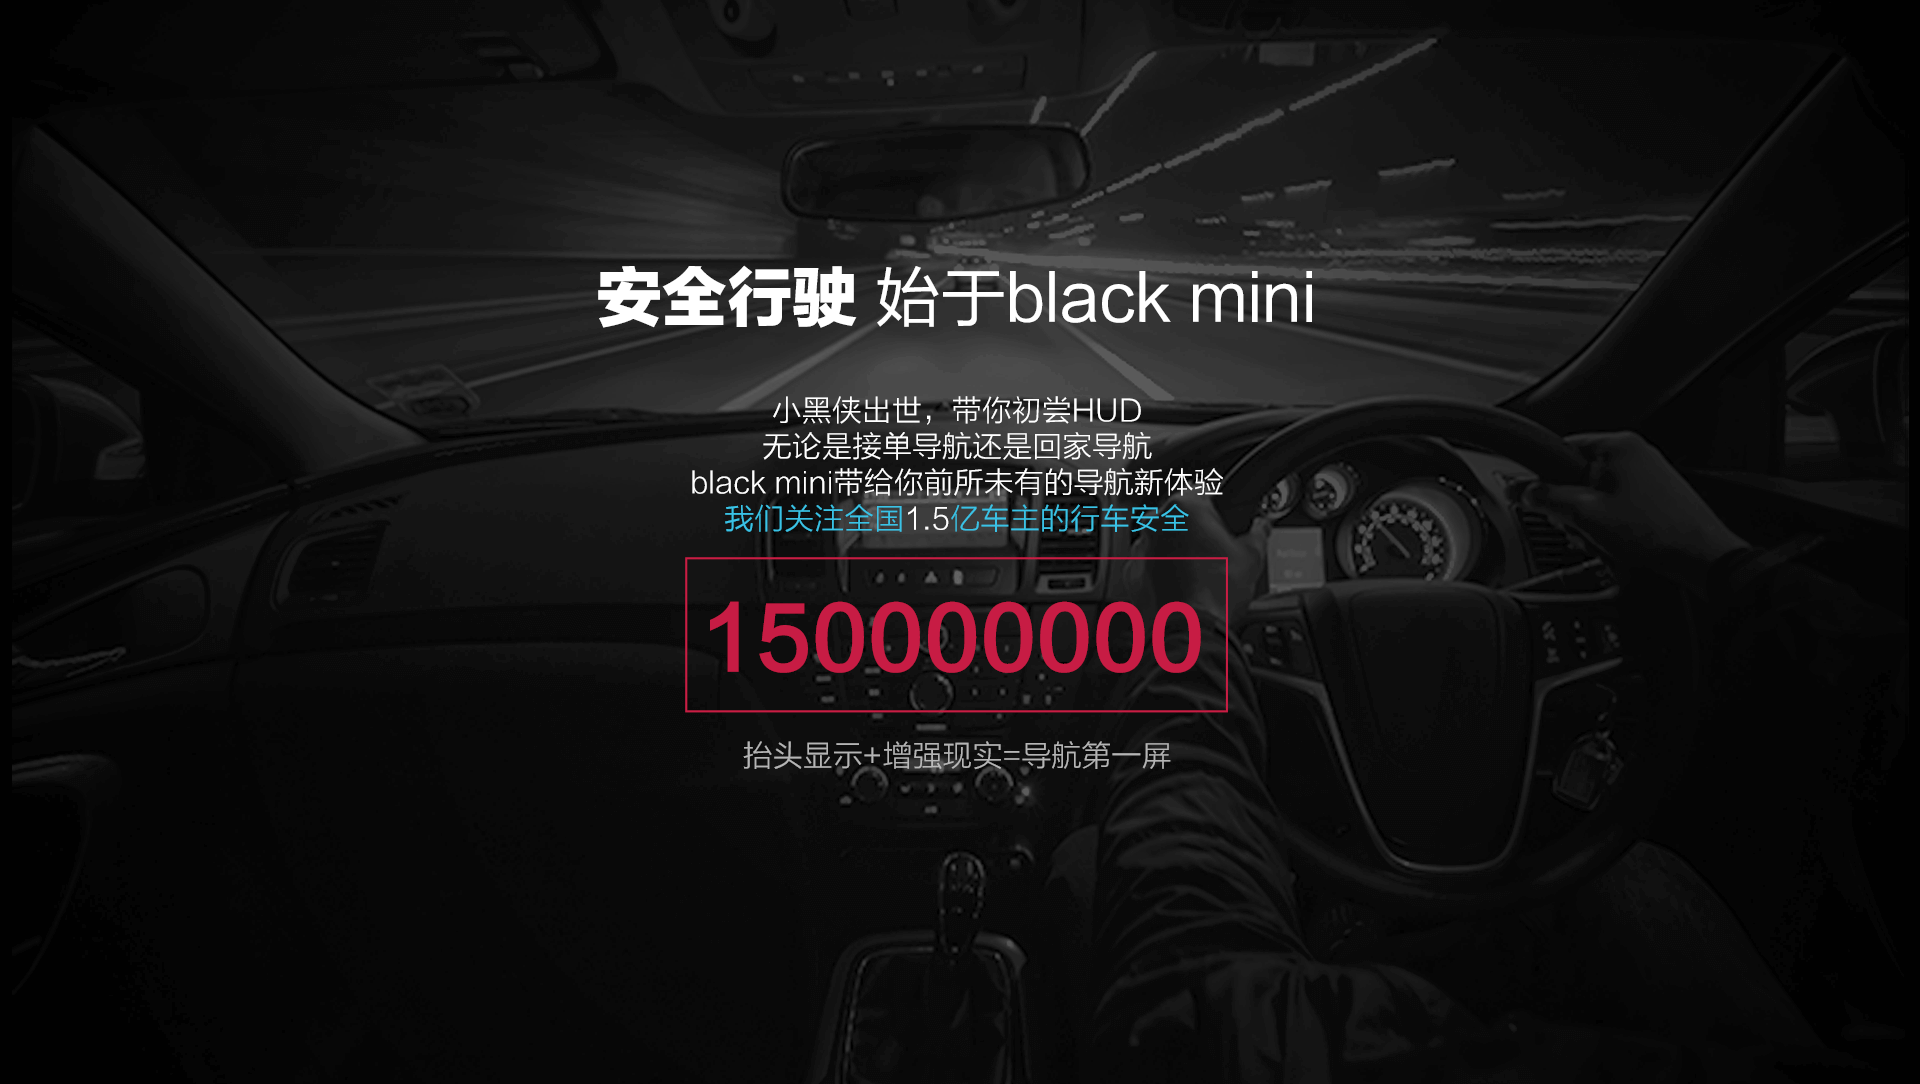 安全行驶 始于black mini
小黑侠出世，带你初尝HUD
无论是接单导航还是回家导航
black mini带给你前所未有的导航新体验
我们关注全国1.5亿车主的行车安全
150000000
抬头显示+增强现实=导航第一屏